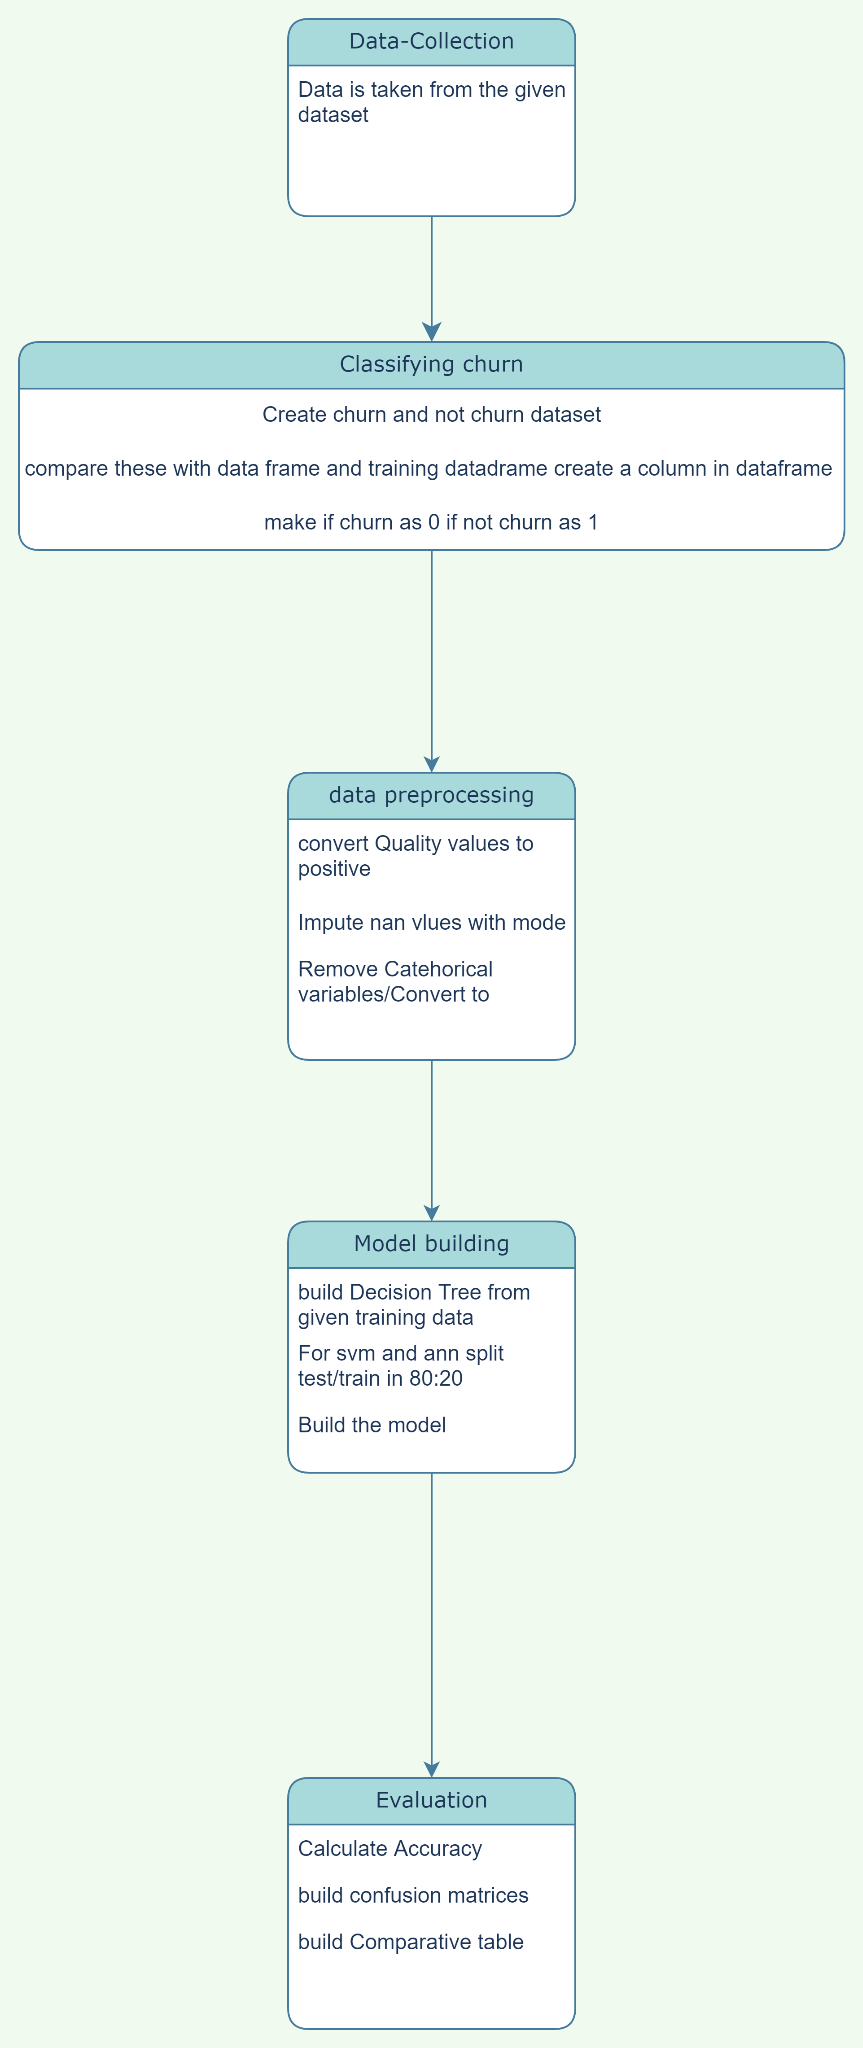 Data-Collection
Data is taken from the given
dataset
Classifying churn
Create churn and not churn dataset
compare these with data frame and training datadrame create a column in dataframe
make if churn as 0 if not churn as 1
data preprocessing
convert Quality values to
positive
Impute nan vlues with mode
Remove Catehorical
variables/Convert to
Model building
build Decision Tree from
given training data
For svm and ann split
test/train in 80:20
Build the model
Evaluation
Calculate Accuracy
build confusion matrices
build Comparative table